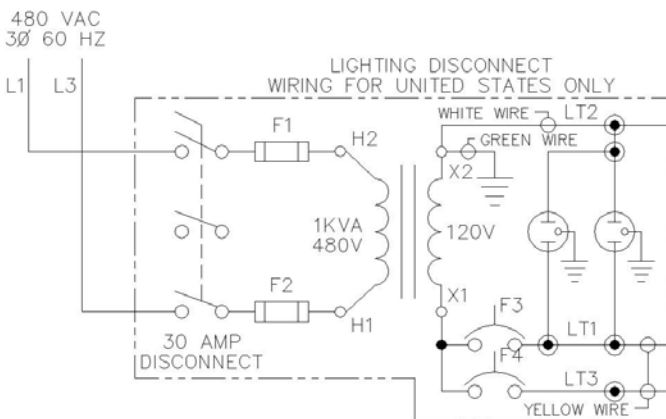 480 VAC
3Ø 60 HZ
L1
L3
LIGHTING DISCONNECT
WIRING FOR UNITED STATES ONLY
F1
H2
WHITE WIRE
LT2
GREEN WIRE
X2
1KVA
480V
120V
F2
H1
X1
F3
LT1
30 AMP
DISCONNECT
F4
LT3
YELLOW WIRE